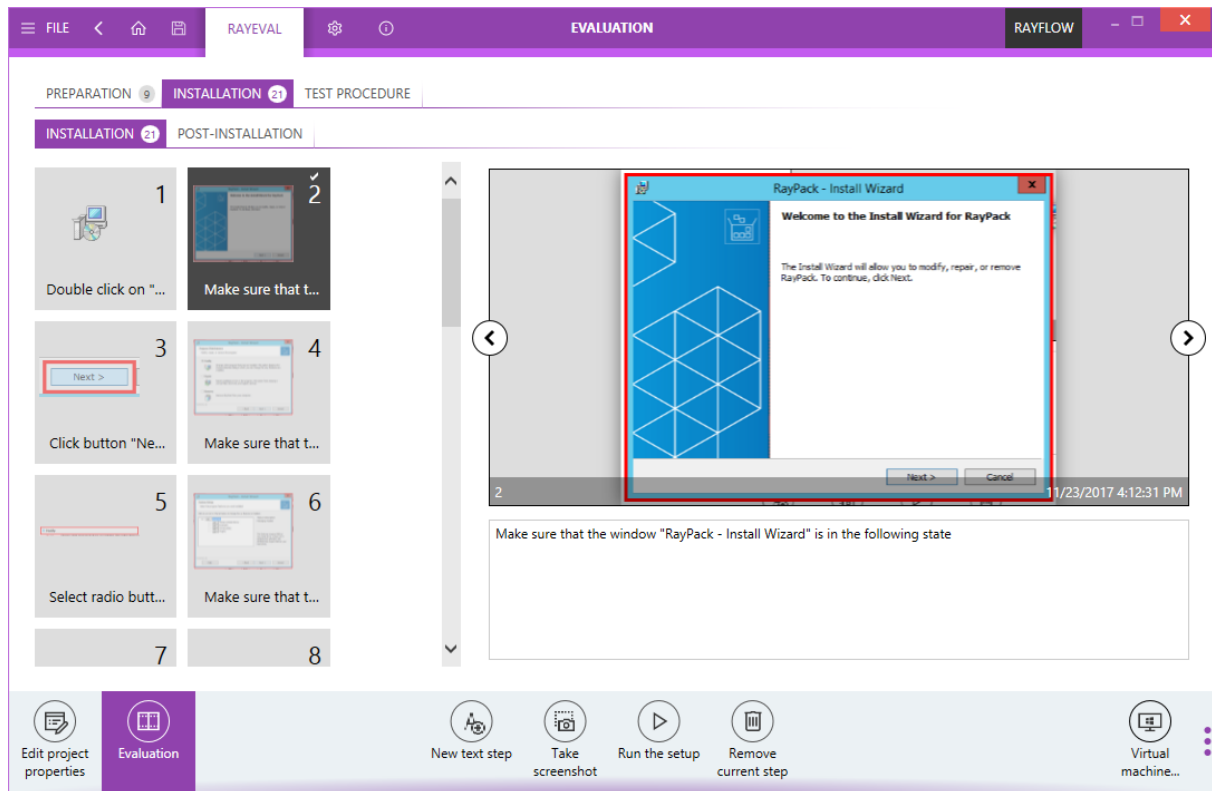 FILE
RAYEVAL
EVALUATION
RAYFLOW
PREPARATION 9 INSTALLATION 21 TEST PROCEDURE
INSTALLATION 21 POST-INSTALLATION
1
Double click on "...
2
Make sure that t...
3
Next >
Click button "Ne...
4
Make sure that t...
5
Select radio butt...
6
Make sure that t...
7
8
RayPack - Install Wizard
Welcome to the Install Wizard for RayPack
The Install Wizard will allow you to modify, repair, or remove
RayPack. To continue, click Next.
Next > Cancel
2
11/23/2017 4:12:31 PM
Make sure that the window "RayPack - Install Wizard" is in the following state
Edit project
properties
Evaluation
New text step
Take
screenshot
Run the setup
Remove
current step
Virtual
machine...